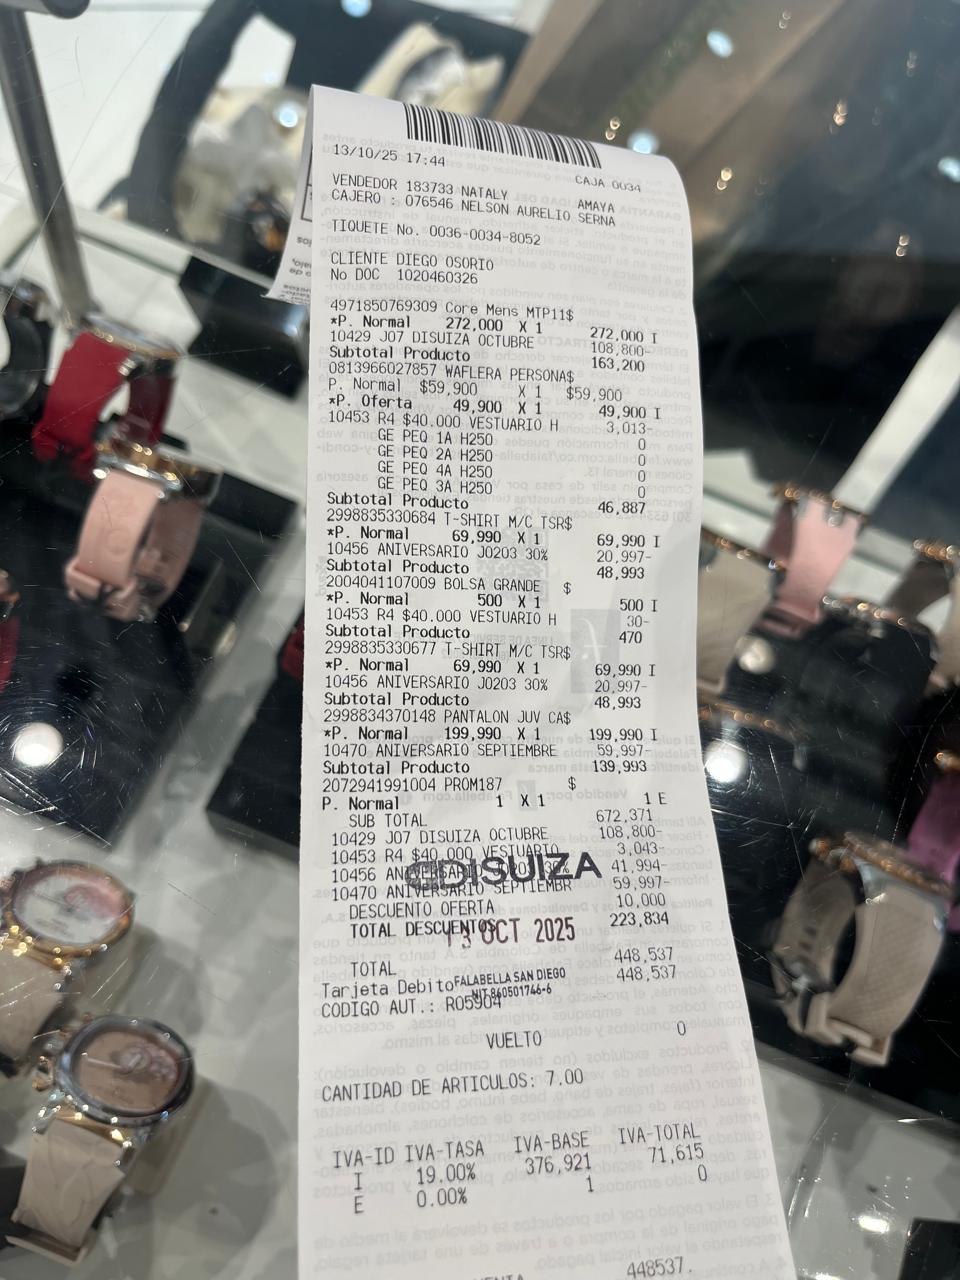 13/10/25 17:44 CAJA 0034
VENDEDOR 183733 NATALY AMAYA
CAJERO : 076546 NELSON AURELIO SERNA
TIQUETE No. 0036-0034-8052
CLIENTE DIEGO OSORIO
No DOC 1020460326
4971850769309 Core Mens MTP11$
*P. Normal 272,000 X 1 272,000 I
10429 J07 DISUIZA OCTUBRE 108,800-
Subtotal Producto 163,200
0813966027857 WAFLERA PERSONA$
P. Normal $59,900 X 1 $59,900
*P. Oferta 49,900 X 1 49,900 I
10453 R4 $40.000 VESTUARIO H 3,013-
GE PEQ 1A H250 0
GE PEQ 2A H250 0
GE PEQ 4A H250 0
GE PEQ 3A H250 0
Subtotal Producto 46,887
2998835330684 T-SHIRT M/C TSR$
*P. Normal 69,990 X 1 69,990 I
10456 ANIVERSARIO J0203 30% 20,997-
Subtotal Producto 48,993
2004041107009 BOLSA GRANDE $
*P. Normal 500 X 1 500 I
10453 R4 $40.000 VESTUARIO H 30-
Subtotal Producto 470
2998835330677 T-SHIRT M/C TSR$
*P. Normal 69,990 X 1 69,990 I
10456 ANIVERSARIO J0203 30% 20,997-
Subtotal Producto 48,993
2998834370148 PANTALON JUV CA$
*P. Normal 199,990 X 1 199,990 I
10470 ANIVERSARIO SEPTIEMBRE 59,997-
Subtotal Producto 139,993
2072941991004 PROM187 $
P. Normal 1 X 1 1 E
SUB TOTAL 672,371
10429 J07 DISUIZA OCTUBRE 108,800-
10453 R4 $40.000 VESTUARIO 3,043-
10456 ANIVERSARIO J0203 30% 41,994-
DISUIZA
10470 ANIVERSARIO SEPTIEMBR 59,997-
DESCUENTO OFERTA 10,000
TOTAL DESCUENTOS 223,834
13 OCT 2025
TOTAL 448,537
Tarjeta Debito 448,537
FALABELLA SAN DIEGO
NIT.860501746-6
CODIGO AUT.: R05904
VUELTO 0
CANTIDAD DE ARTICULOS: 7.00
IVA-ID IVA-TASA IVA-BASE IVA-TOTAL
I 19.00% 376,921 71,615
E 0.00% 1 0
448537.